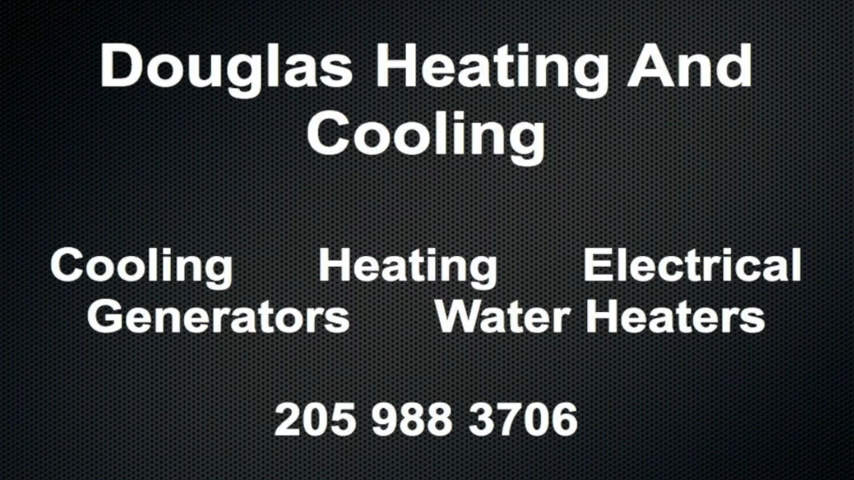 Douglas Heating And
Cooling
Cooling Heating Electrical
Generators Water Heaters
205 988 3706